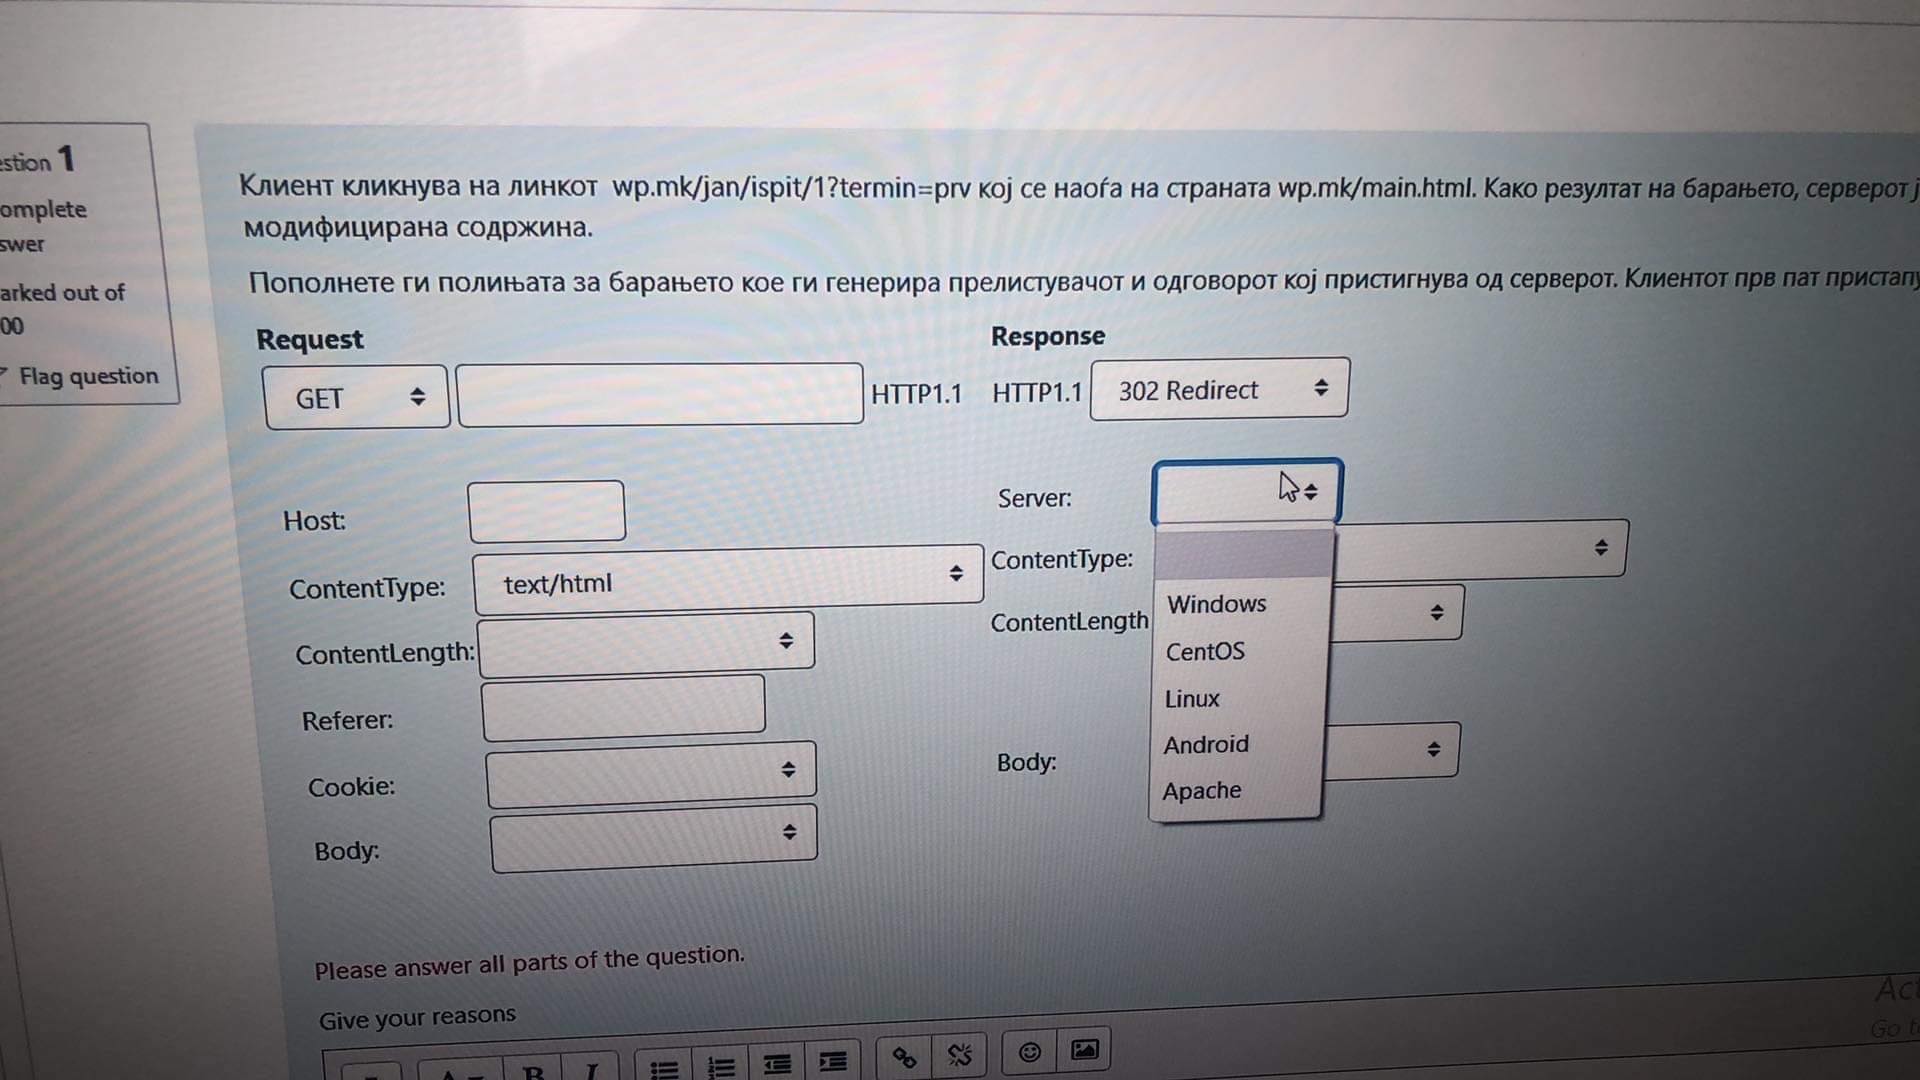 estion 1
omplete
swer
arked out of
00
Flag question
Клиент кликнува на линкот wp.mk/jan/ispit/1?termin=prv кој се наоѓа на страната wp.mk/main.html. Како резултат на барањето, серверот ј
модифицирана содржина.
Пополнете ги полињата за барањето кое ги генерира прелистувачот и одговорот кој пристигнува од серверот. Клиентот прв пат пристапу
Request
GET
HTTP1.1
Host:
ContentType:
text/html
ContentLength:
Referer:
Cookie:
Body:
Response
HTTP1.1
302 Redirect
Server:
ContentType:
ContentLength
Windows
CentOS
Linux
Android
Apache
Body:
Please answer all parts of the question.
Give your reasons
B
I
Act
Go t